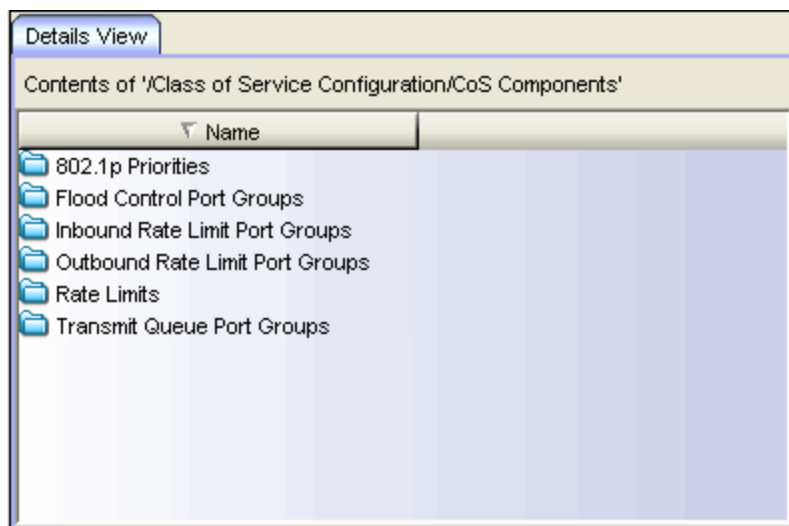 Details View
Contents of '/Class of Service Configuration/CoS Components'
Name
802.1p Priorities
Flood Control Port Groups
Inbound Rate Limit Port Groups
Outbound Rate Limit Port Groups
Rate Limits
Transmit Queue Port Groups